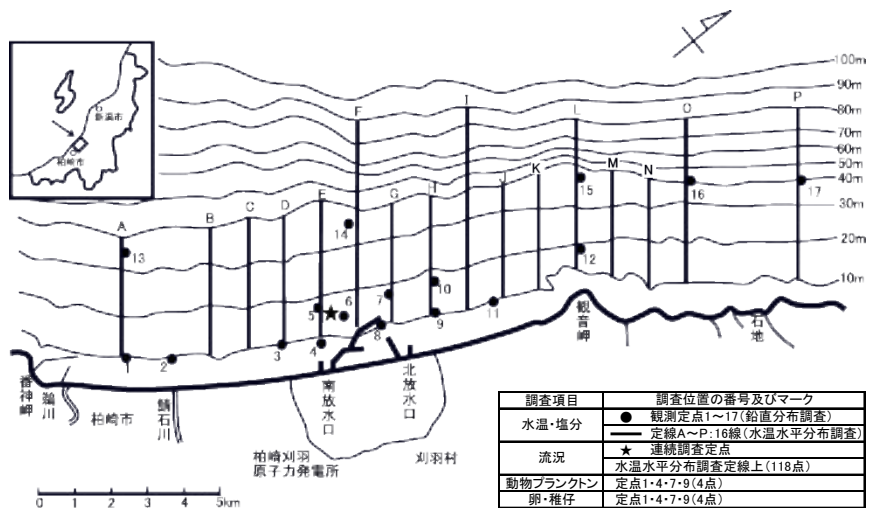 100m
90m
80m
70m
60m
50m
40m
30m
20m
10m
新潟市
柏崎市
A
B
C
D
E
F
G
H
I
J
K
L
M
N
O
P
1
2
3
4
5
6
7
8
9
10
11
12
13
14
15
16
17
番神岬
鵜川
柏崎市
鯖石川
南放水口
北放水口
観音岬
石地
柏崎刈羽
原子力発電所
刈羽村
0 1 2 3 4 5km
調査項目 調査位置の番号及びマーク
水温・塩分 ● 観測定点1～17(鉛直分布調査)
━ 定線A～P:16線(水温水平分布調査)
流況 ★ 連続調査定点
水温水平分布調査定線上(118点)
動物プランクトン 定点1・4・7・9(4点)
卵・稚仔 定点1・4・7・9(4点)